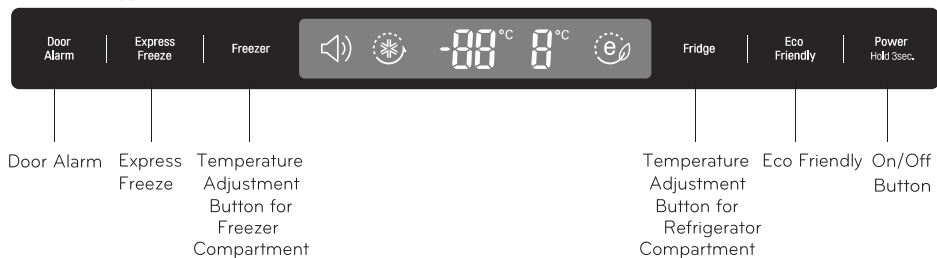 Door
Alarm
Express
Freeze
Freezer
-88°C 8°C
e
Fridge
Eco
Friendly
Power
Hold 3sec.
Door Alarm
Express
Freeze
Temperature
Adjustment
Button for
Freezer
Compartment
Temperature
Adjustment
Button for
Refrigerator
Compartment
Eco Friendly
On/Off
Button